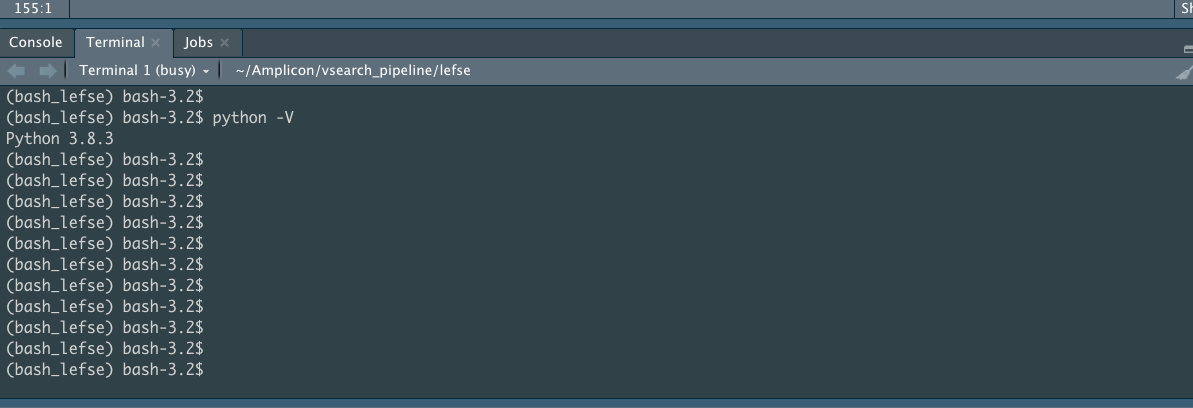 155:1 Sh
Console Terminal × Jobs ×
Terminal 1 (busy) ~/Amplicon/vsearch_pipeline/lefse
(bash_lefse) bash-3.2$
(bash_lefse) bash-3.2$ python -V
Python 3.8.3
(bash_lefse) bash-3.2$
(bash_lefse) bash-3.2$
(bash_lefse) bash-3.2$
(bash_lefse) bash-3.2$
(bash_lefse) bash-3.2$
(bash_lefse) bash-3.2$
(bash_lefse) bash-3.2$
(bash_lefse) bash-3.2$
(bash_lefse) bash-3.2$
(bash_lefse) bash-3.2$
(bash_lefse) bash-3.2$